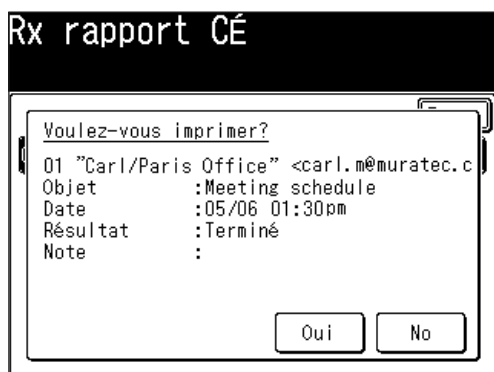 Rx rapport CÉ
Voulez-vous imprimer?
01 ”Carl/Paris Office” <carl.m@muratec.c
Objet :Meeting schedule
Date :05/06 01:30pm
Résultat :Terminé
Note :
Oui No